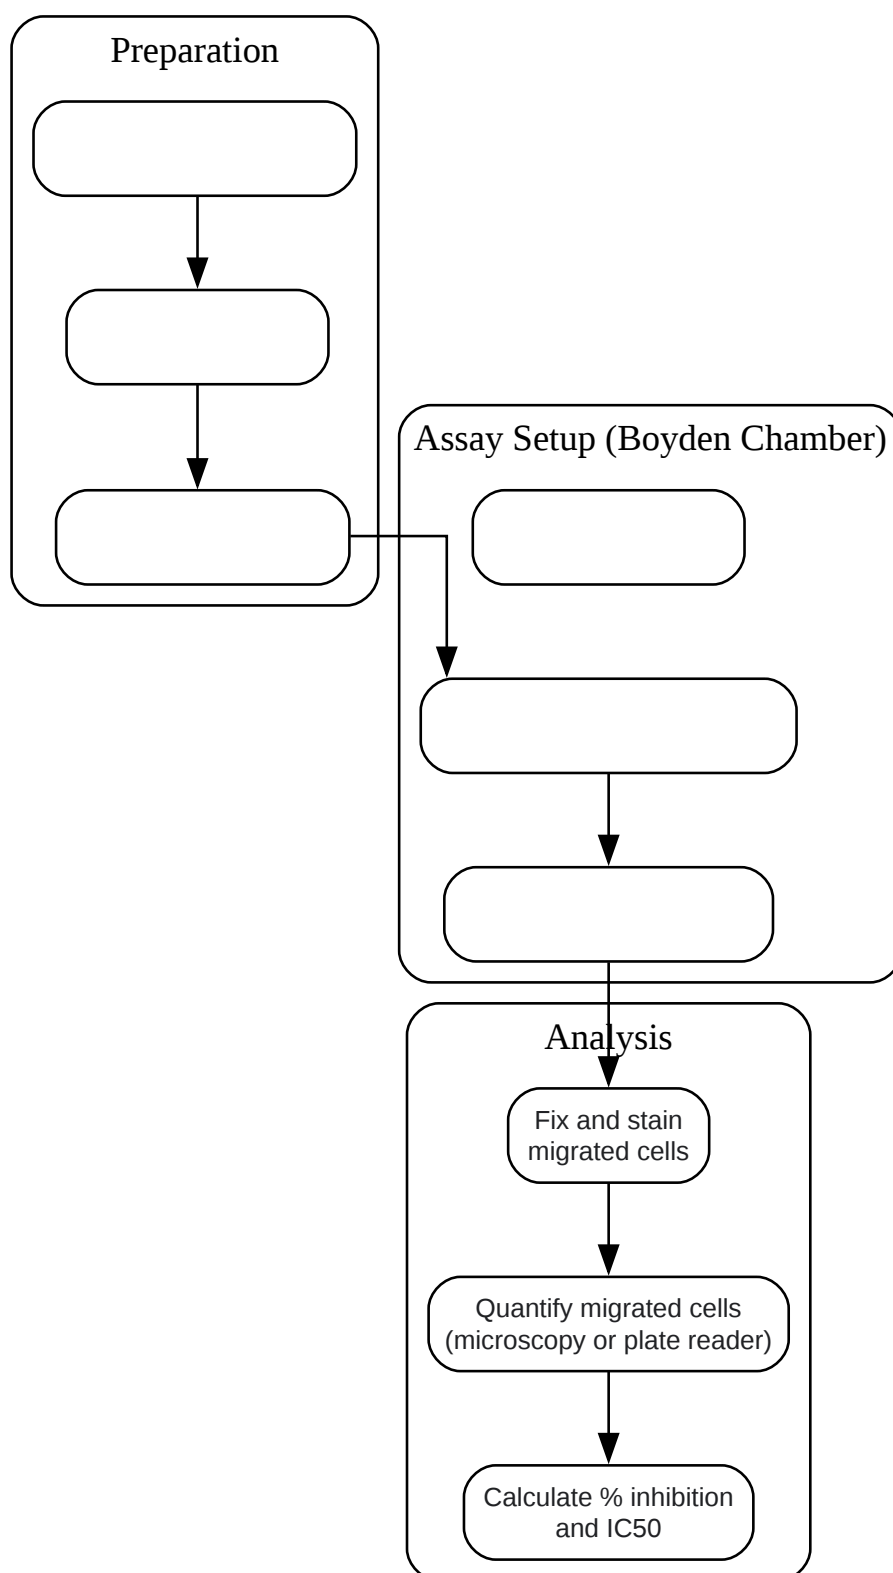 Preparation
Assay Setup (Boyden Chamber)
Analysis
Fix and stain
migrated cells
Quantify migrated cells
(microscopy or plate reader)
Calculate % inhibition
and IC50